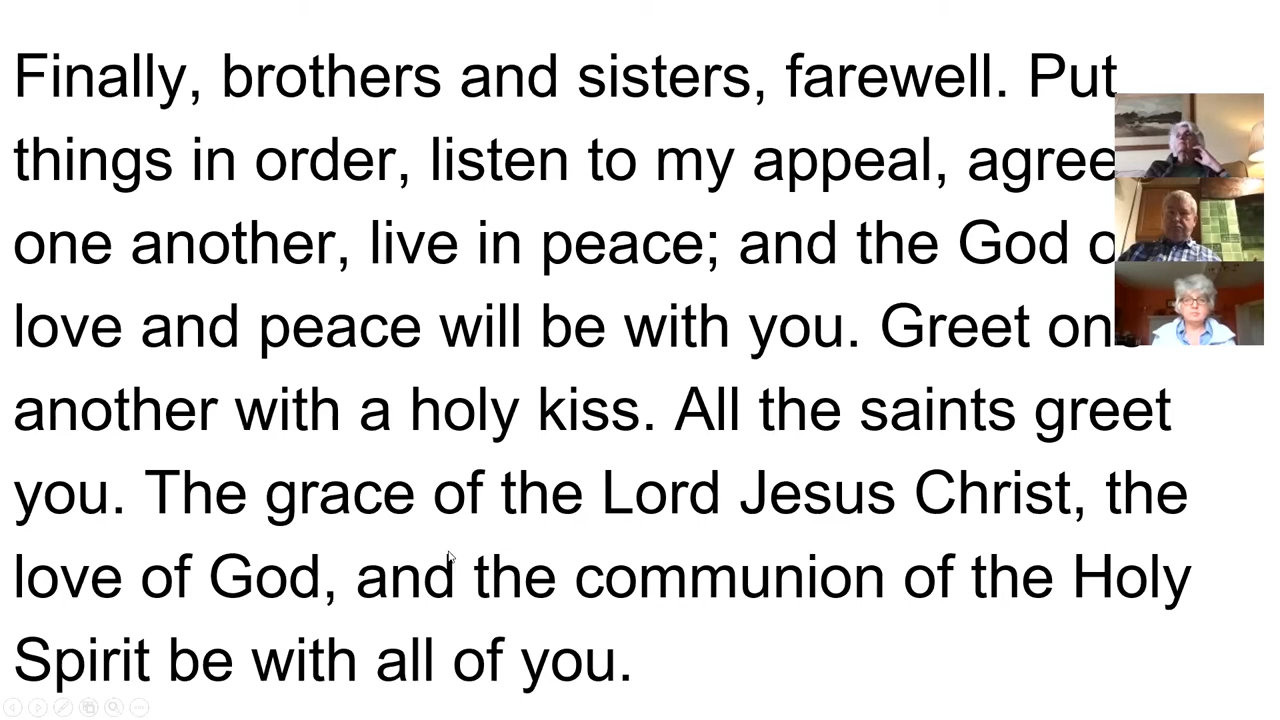 Finally, brothers and sisters, farewell. Put
things in order, listen to my appeal, agree
one another, live in peace; and the God
love and peace will be with you. Greet
another with a holy kiss. All the saints greet
you. The grace of the Lord Jesus Christ, the
love of God, and the communion of the Holy
Spirit be with all of you.